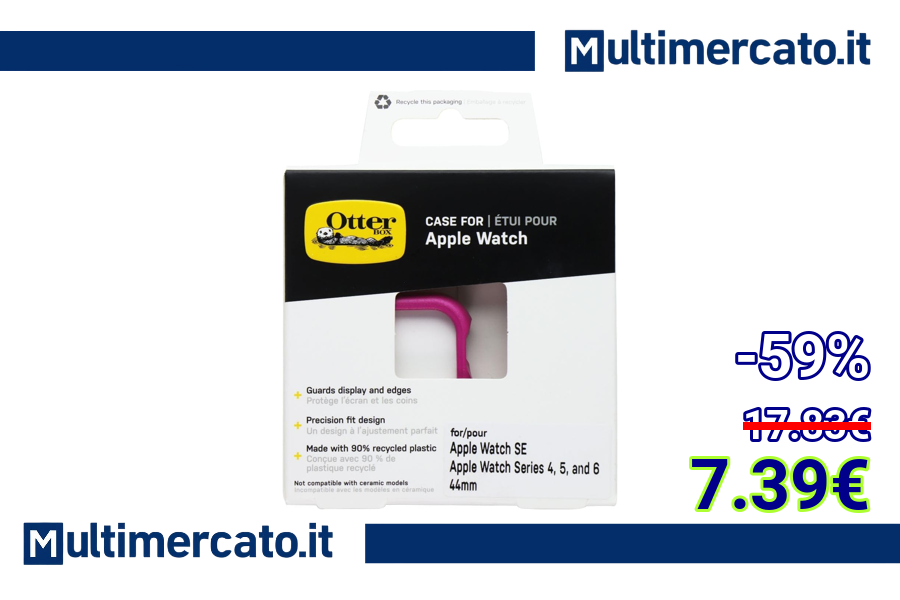 Multimercato.it
Recycle this packaging | Emballage à recycler
Otter
BOX
CASE FOR | ÉTUI POUR
Apple Watch
-59%
17.83€
7.39€
+ Guards display and edges
Protège l'écran et les coins
+ Precision fit design
Un design à l'ajustement parfait
+ Made with 90% recycled plastic
Conçue avec 90 % de
plastique recyclé
Not compatible with ceramic models
Incompatible avec les modèles en céramique
for/pour
Apple Watch SE
Apple Watch Series 4, 5, and 6
44mm
Multimercato.it